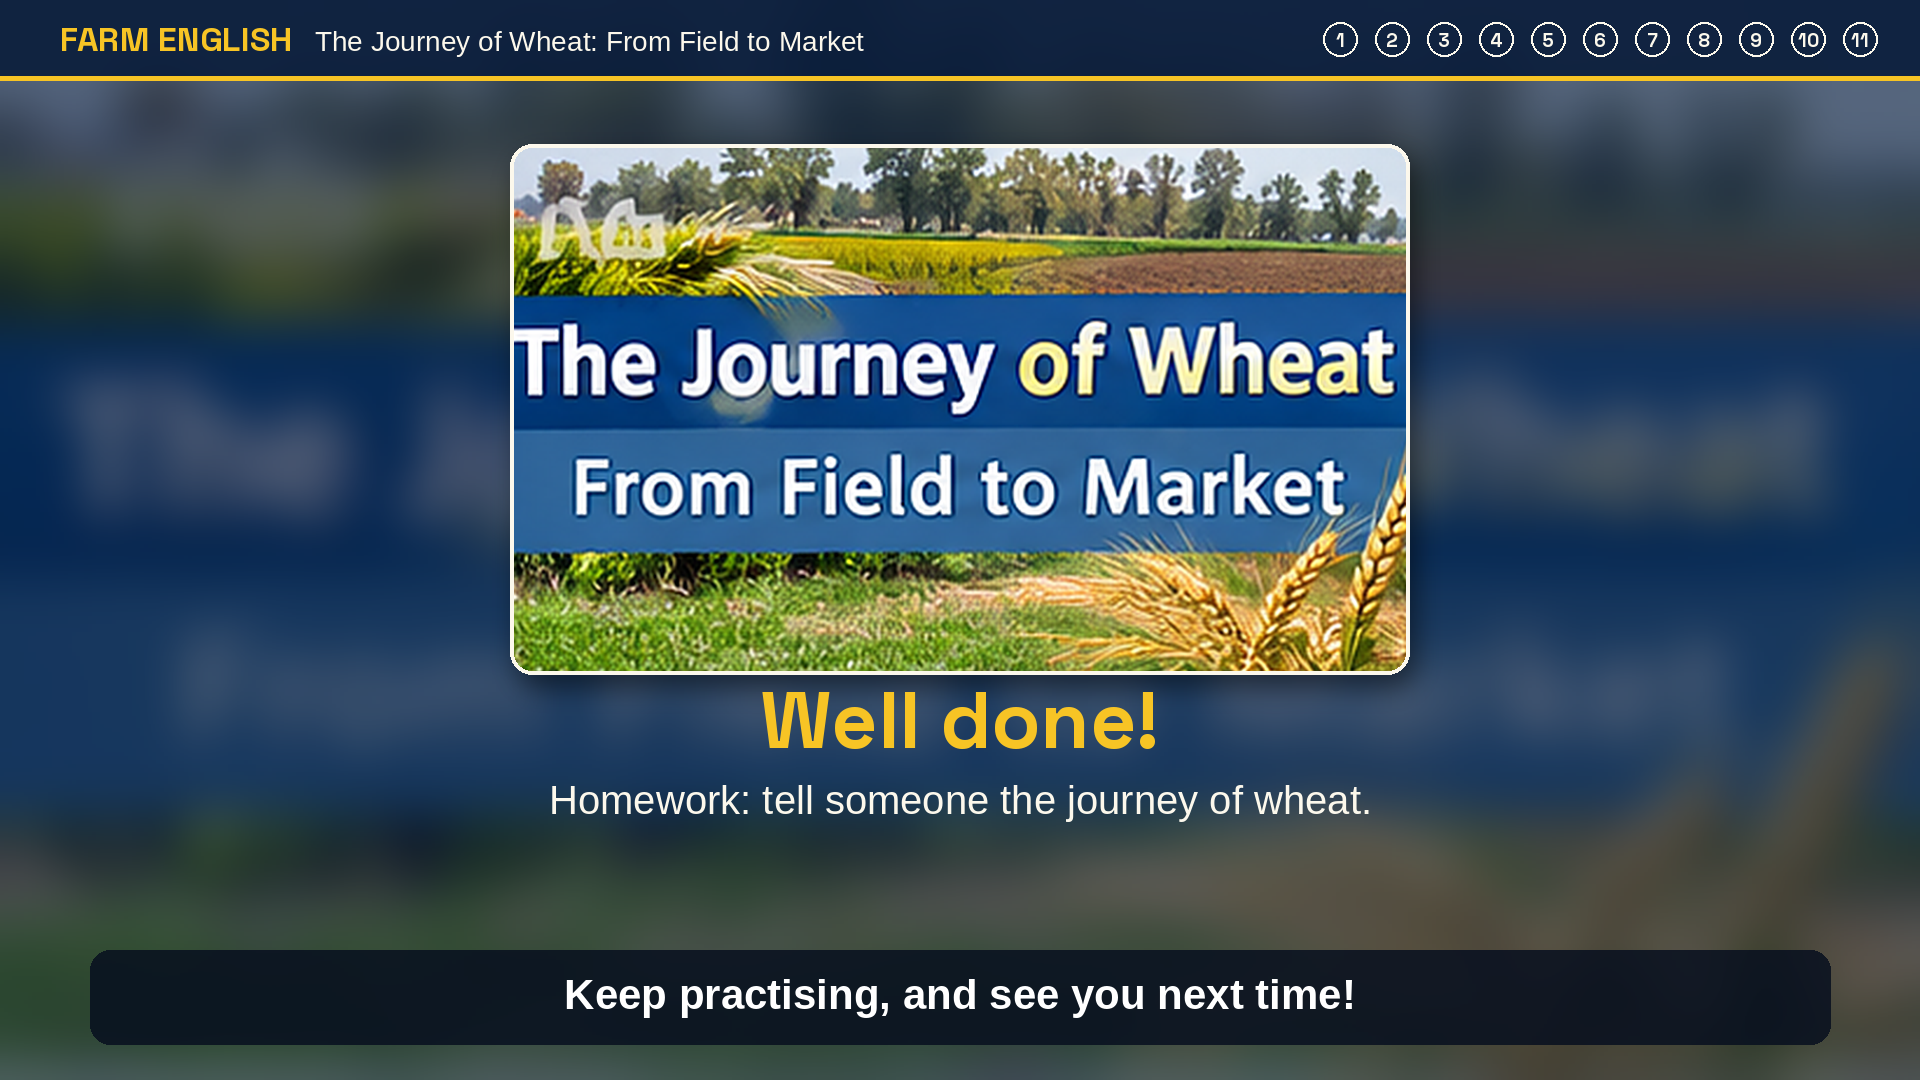 FARM ENGLISH The Journey of Wheat: From Field to Market 1 2 3 4 5 6 7 8 9 10 11
The Journey of Wheat
From Field to Market
Well done!
Homework: tell someone the journey of wheat.
Keep practising, and see you next time!